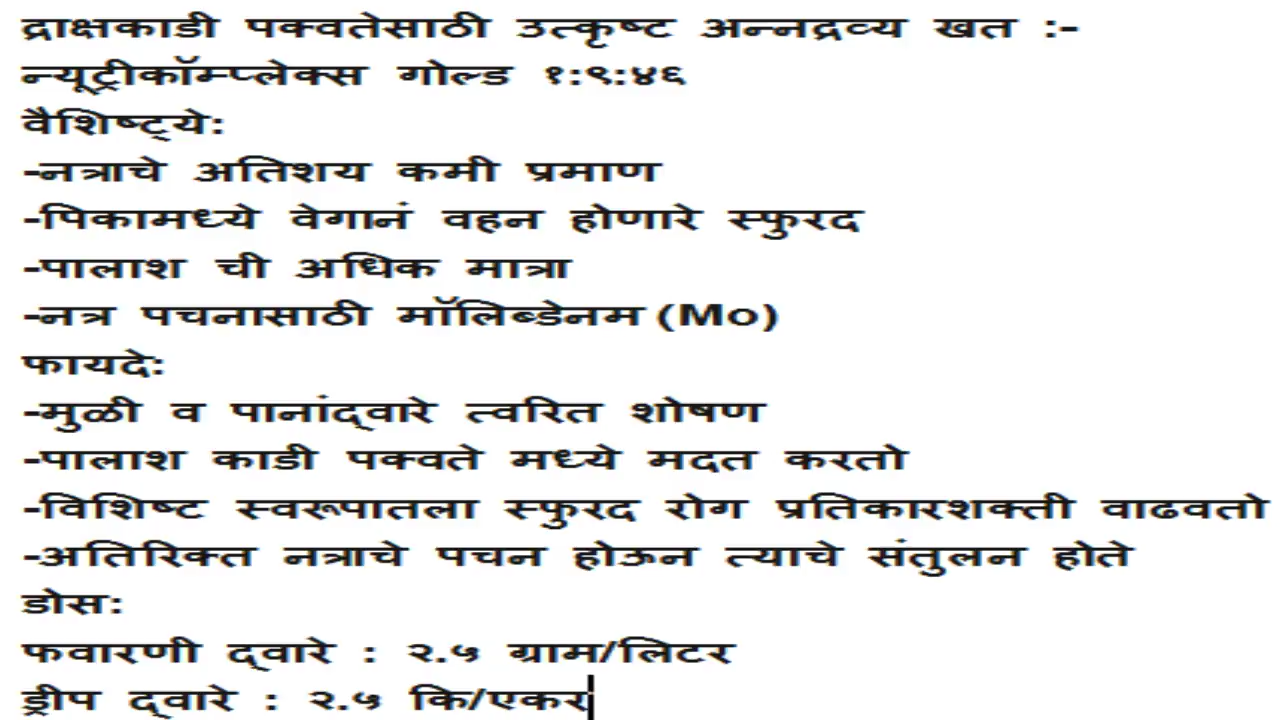 द्राक्षकाडी पक्वतेसाठी उत्कृष्ट अन्नद्रव्य खत :-
न्यूट्रीकॉम्प्लेक्स गोल्ड १:९:४६
वैशिष्ट्ये:
-नत्राचे अतिशय कमी प्रमाण
-पिकामध्ये वेगानं वहन होणारे स्फुरद
-पालाश ची अधिक मात्रा
-नत्र पचनासाठी मॉलिब्डेनम (Mo)
फायदे:
-मुळी व पानांद्वारे त्वरित शोषण
-पालाश काडी पक्वते मध्ये मदत करतो
-विशिष्ट स्वरूपातला स्फुरद रोग प्रतिकारशक्ती वाढवतो
-अतिरिक्त नत्राचे पचन होऊन त्याचे संतुलन होते
डोस:
फवारणी द्वारे : २.५ ग्राम/लिटर
ड्रीप द्वारे : २.५ कि/एकर